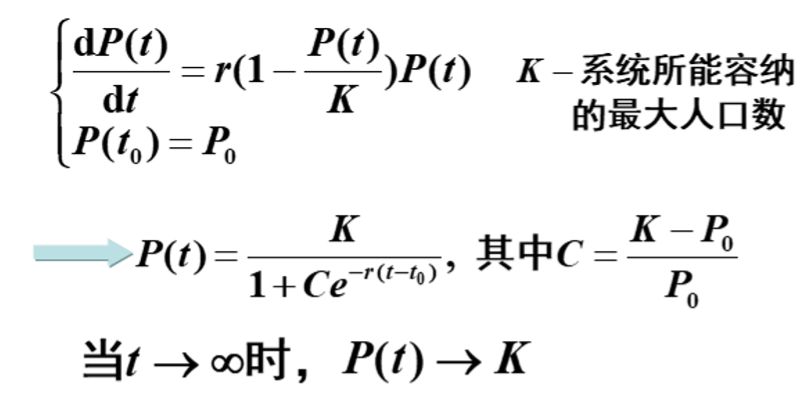 dP(t)/dt = r(1 - P(t)/K)P(t) K – 系统所能容纳
的最大人口数
P(t₀) = P₀
P(t) = K/(1 + Ce^(-r(t-t₀))), 其中C = (K - P₀)/P₀
当t → ∞时, P(t) → K